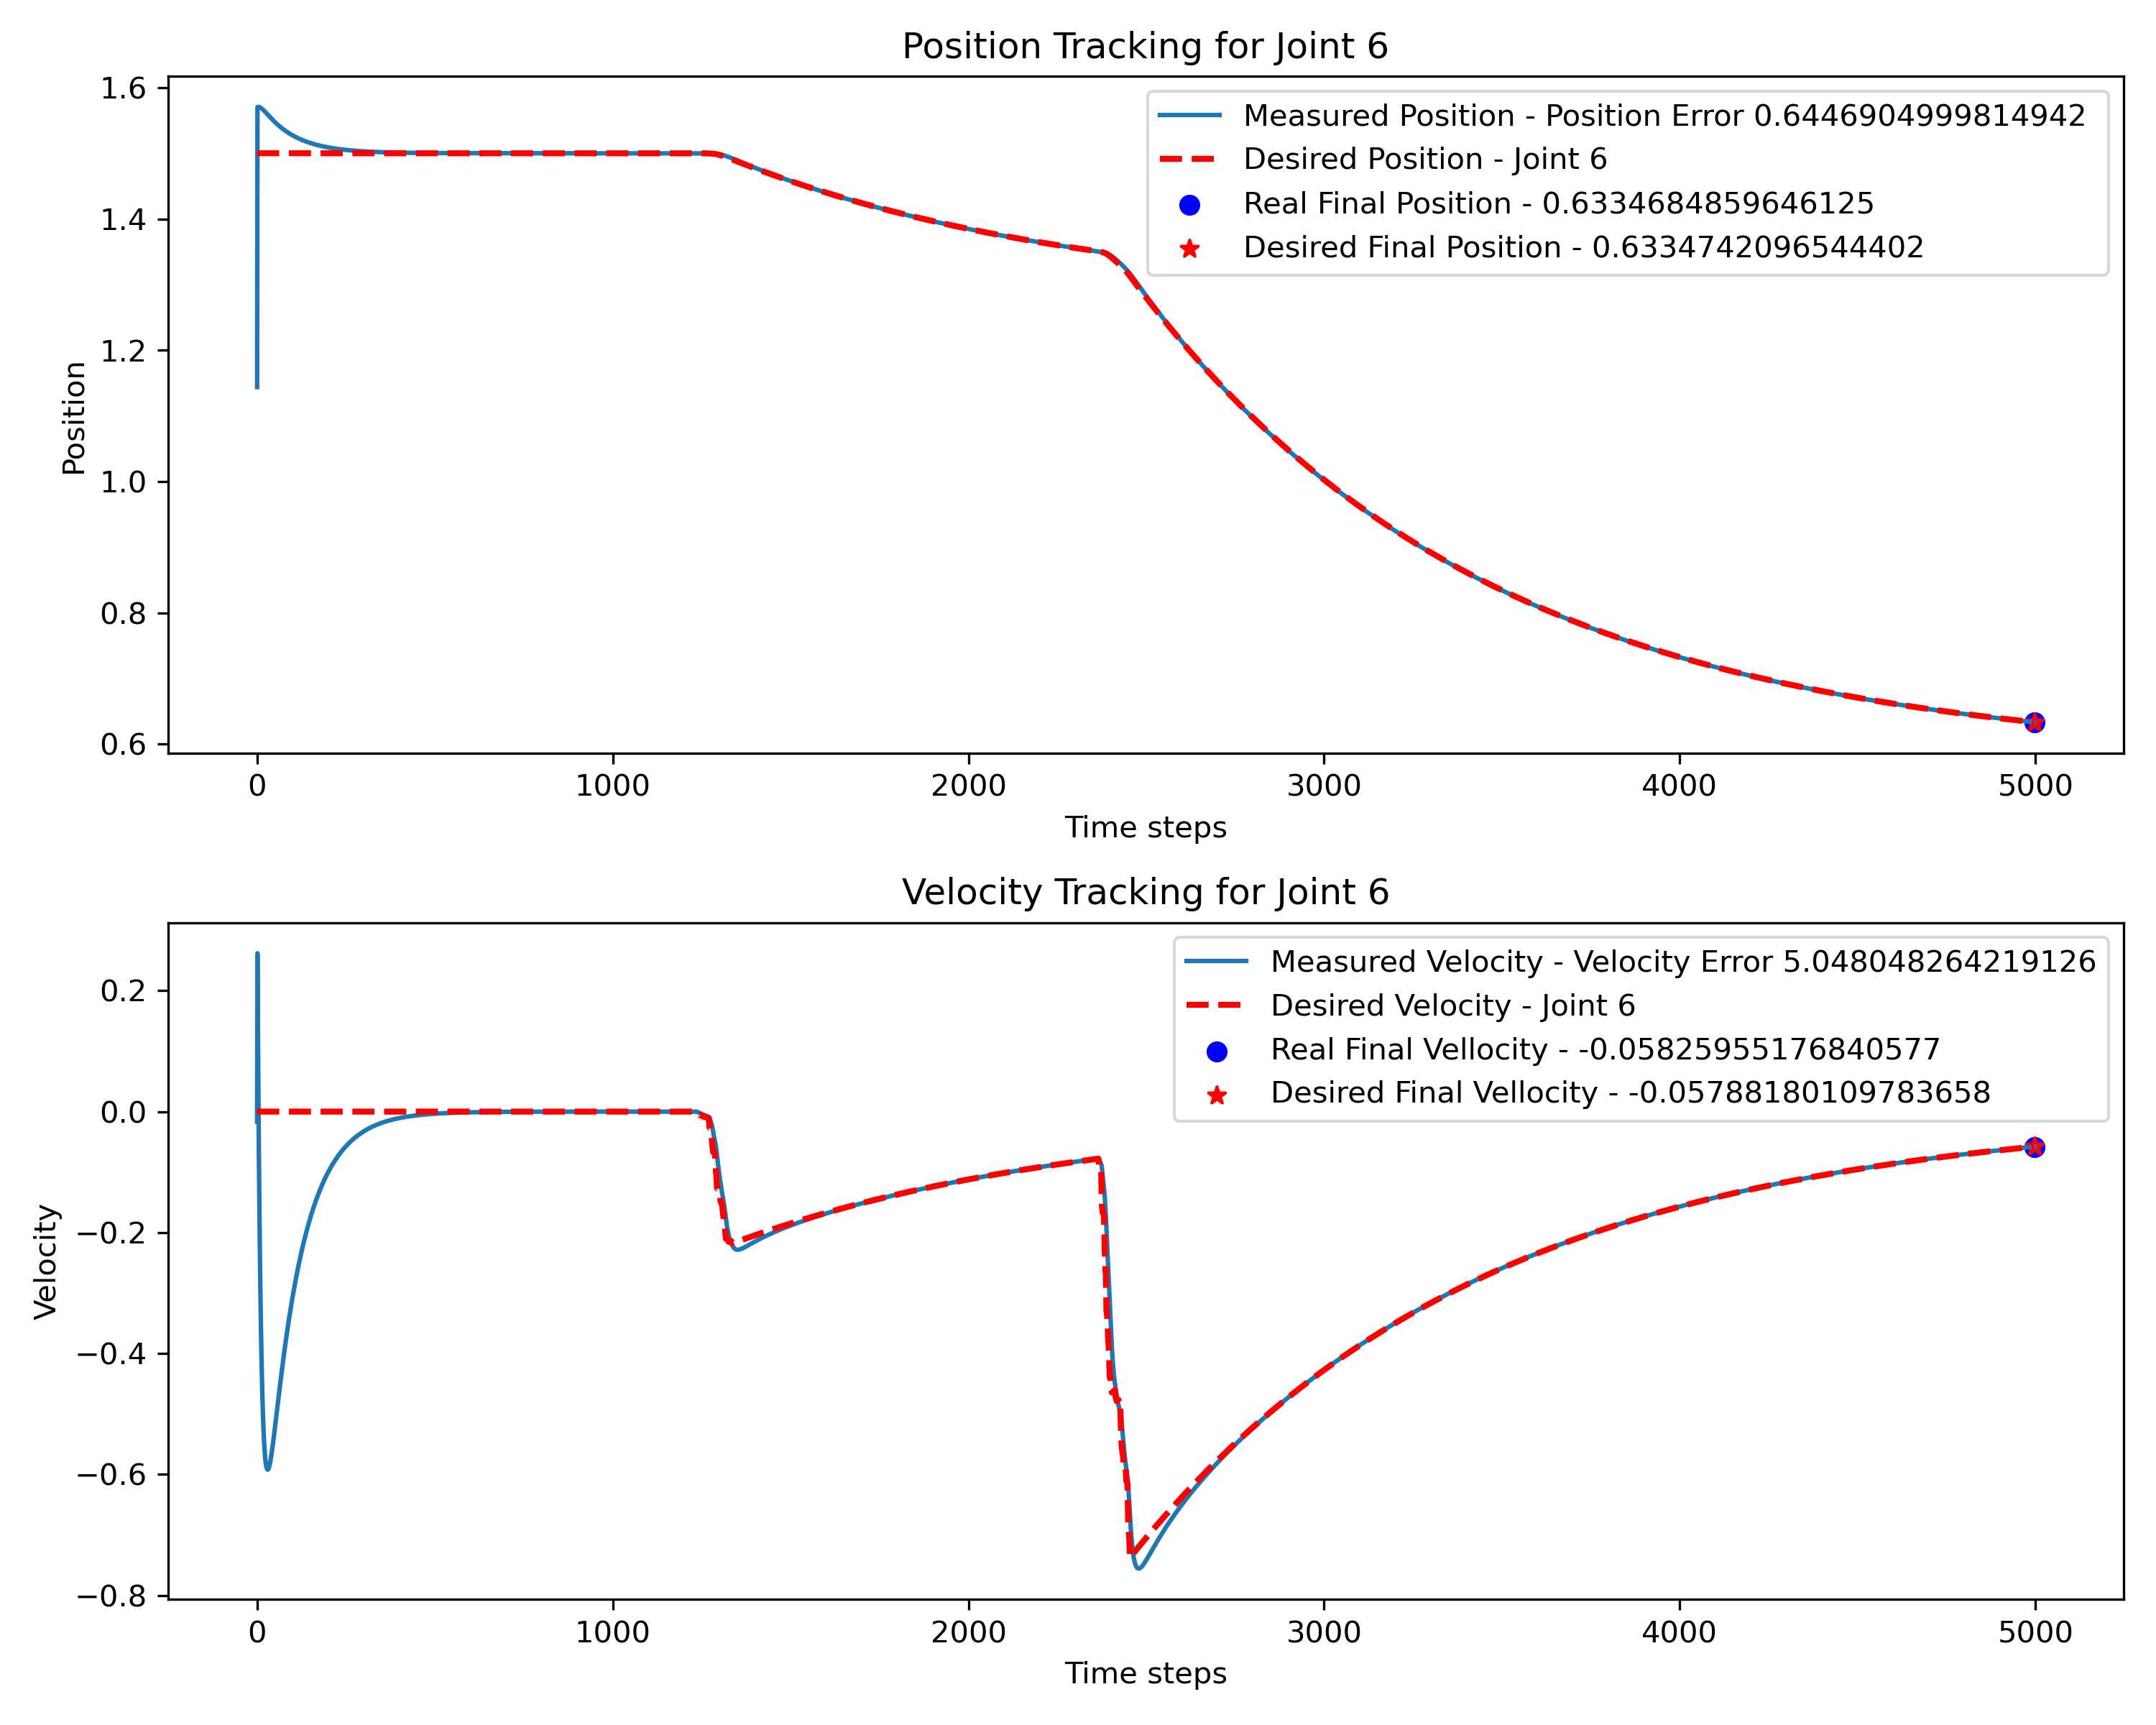 Position Tracking for Joint 6
Measured Position - Position Error 0.6446904999814942
Desired Position - Joint 6
Real Final Position - 0.6334684859646125
Desired Final Position - 0.6334742096544402
Position
1.6
1.4
1.2
1.0
0.8
0.6
0 1000 2000 3000 4000 5000
Time steps
Velocity Tracking for Joint 6
Measured Velocity - Velocity Error 5.048048264219126
Desired Velocity - Joint 6
Real Final Vellocity - -0.05825955176840577
Desired Final Vellocity - -0.05788180109783658
Velocity
0.2
0.0
−0.2
−0.4
−0.6
−0.8
0 1000 2000 3000 4000 5000
Time steps